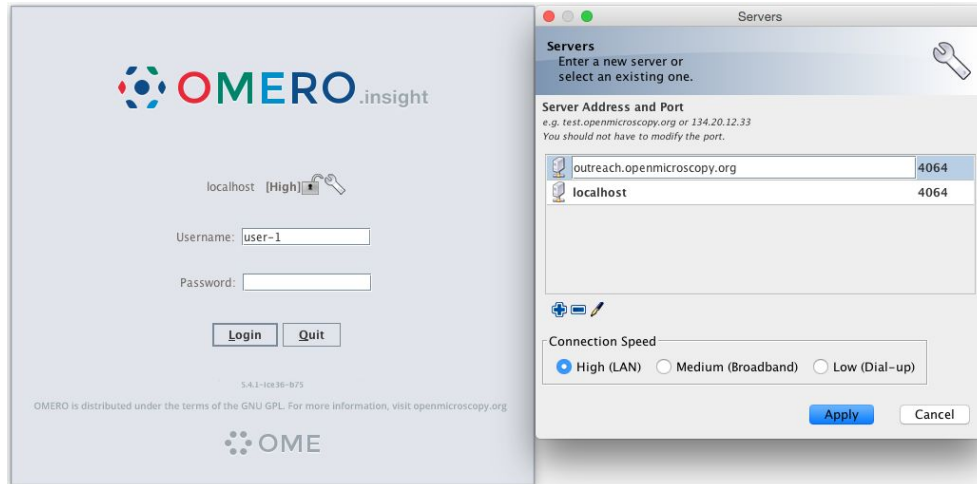 OMERO.insight
localhost [High]
Username: user-1
Password:
Login Quit
5.4.1-ice36-b75
OMERO is distributed under the terms of the GNU GPL. For more information, visit openmicroscopy.org
OME
Servers
Servers
Enter a new server or
select an existing one.
Server Address and Port
e.g. test.openmicroscopy.org or 134.20.12.33
You should not have to modify the port.
outreach.openmicroscopy.org 4064
localhost 4064
Connection Speed
High (LAN) Medium (Broadband) Low (Dial-up)
Apply Cancel